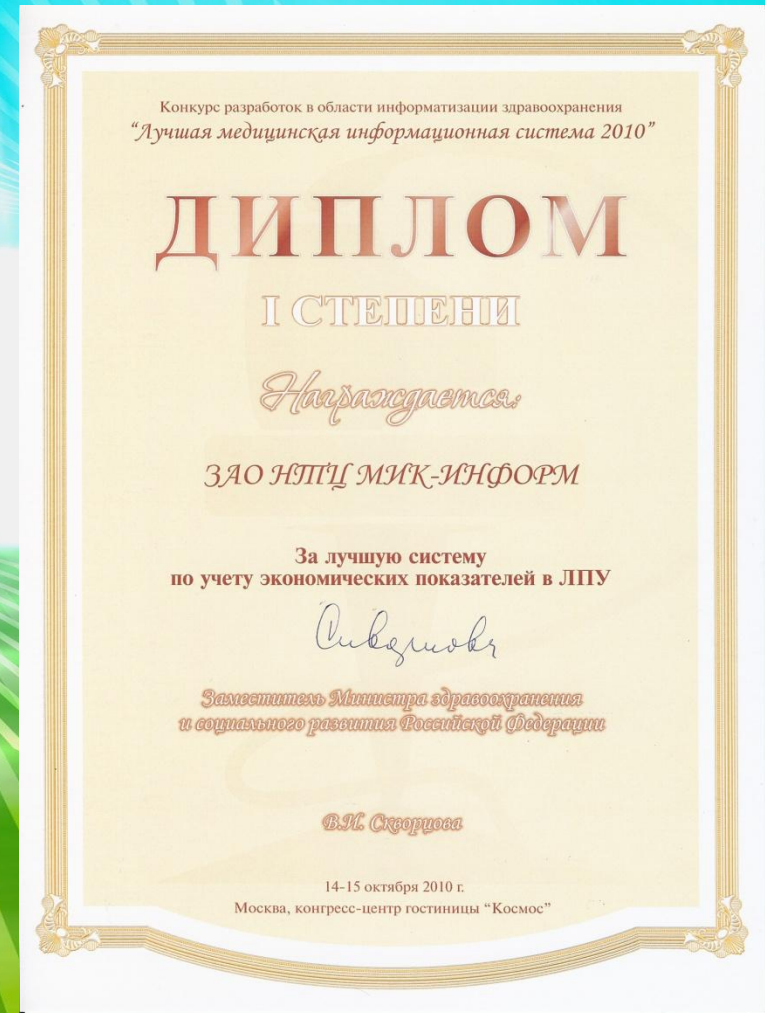 Конкурс разработок в области информатизации здравоохранения
“Лучшая медицинская информационная система 2010”
ДИПЛОМ
I СТЕПЕНИ
Награждается:
ЗАО НТЦ МИК-ИНФОРМ
За лучшую систему
по учету экономических показателей в ЛПУ
Заместитель Министра здравоохранения
и социального развития Российской Федерации
В.И. Скворцова
14-15 октября 2010 г.
Москва, конгресс-центр гостиницы “Космос”